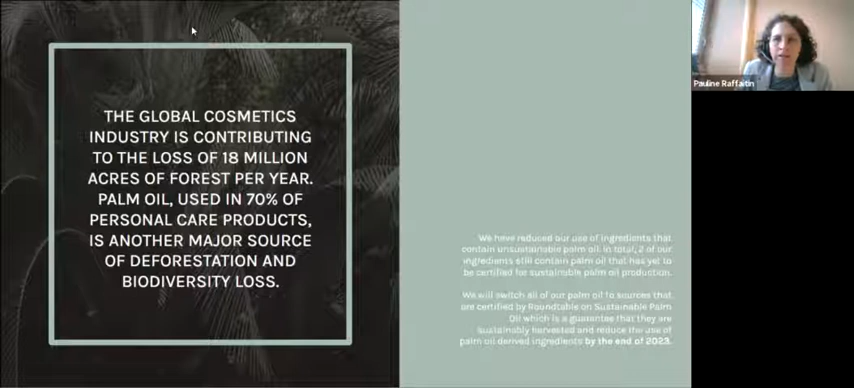 THE GLOBAL COSMETICS
INDUSTRY IS CONTRIBUTING
TO THE LOSS OF 18 MILLION
ACRES OF FOREST PER YEAR.
PALM OIL, USED IN 70% OF
PERSONAL CARE PRODUCTS,
IS ANOTHER MAJOR SOURCE
OF DEFORESTATION AND
BIODIVERSITY LOSS.
We have reduced our use of ingredients that
contain unsustainable palm oil. In total, 2 of our
ingredients still contain palm oil that has yet to
be certified for sustainable palm oil production.
We will switch all of our palm oil to sources that
are certified by Roundtable on Sustainable Palm
Oil which is a guarantee that they are
sustainably harvested and reduce the use of
palm oil derived ingredients by the end of 2023.
Pauline Raffaitin